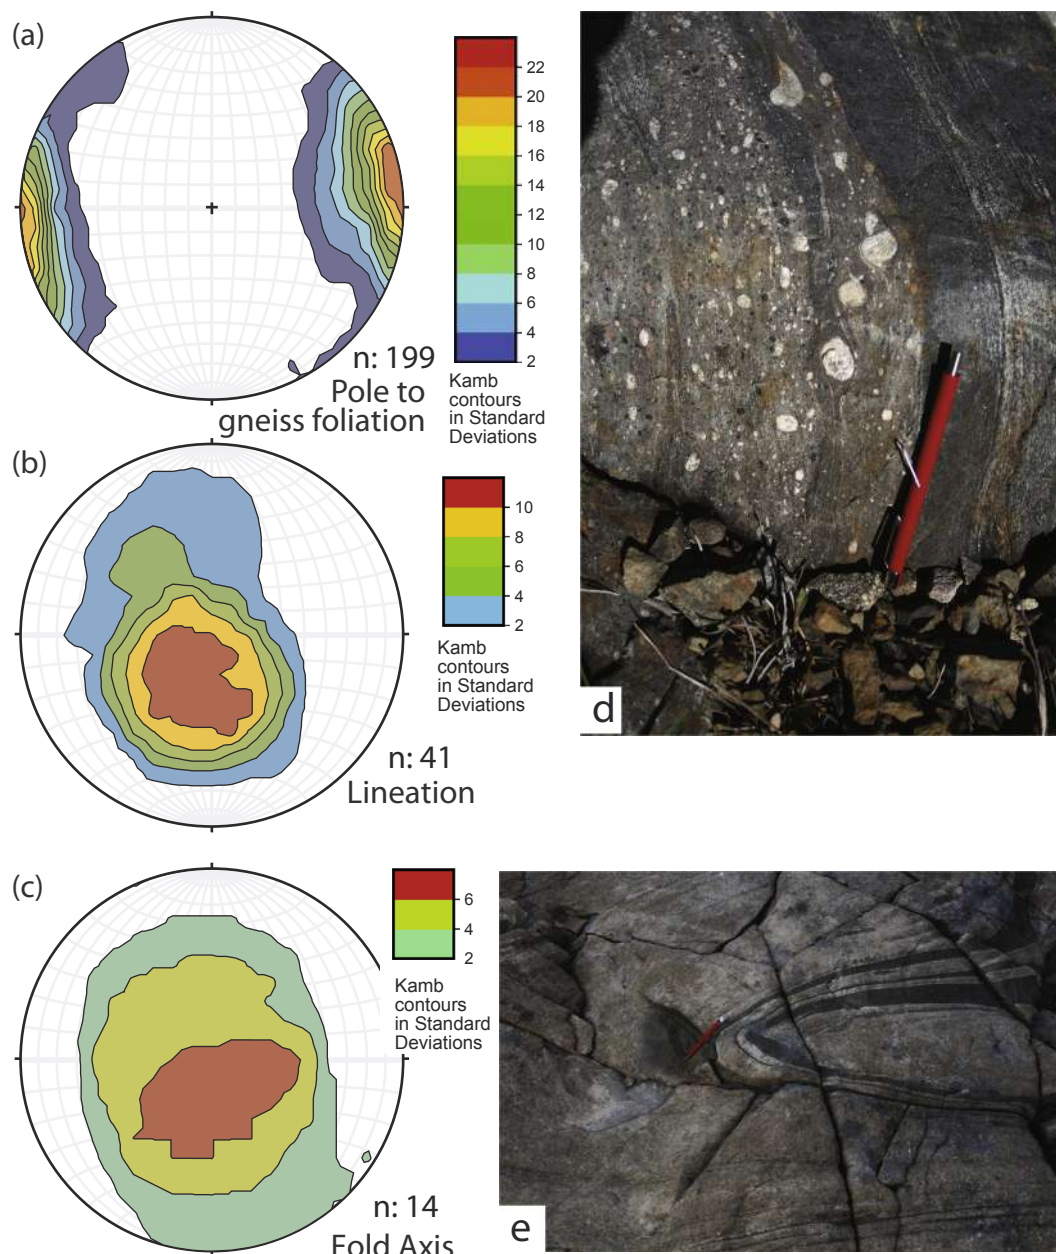 (a)
22
20
18
16
14
12
10
8
6
4
2
n: 199
Pole to
gneiss foliation
Kamb
contours
in Standard
Deviations
(b)
10
8
6
4
2
Kamb
contours
in Standard
Deviations
n: 41
Lineation
d
(c)
6
4
2
Kamb
contours
in Standard
Deviations
n: 14
Fold Axis
e